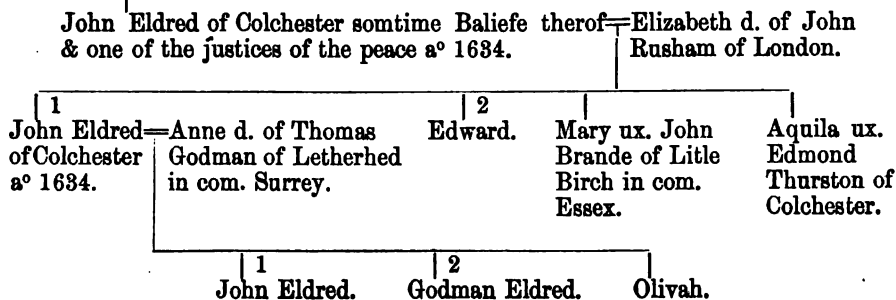 John Eldred of Colchester somtime Baliefe therof=Elizabeth d. of John
& one of the justices of the peace aº 1634. Rusham of London.
1 2
John Eldred=Anne d. of Thomas Edward. Mary ux. John Aquila ux.
of Colchester Godman of Letherhed Brande of Litle Edmond
aº 1634. in com. Surrey. Birch in com. Thurston of
Essex. Colchester.
1 2
John Eldred. Godman Eldred. Olivah.